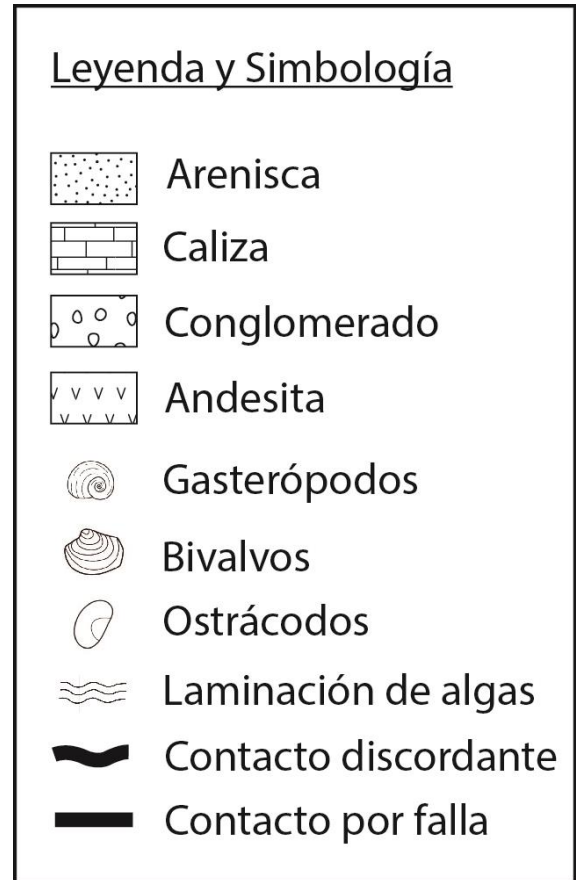 Leyenda y Simbología
Arenisca
Caliza
Conglomerado
Andesita
Gasterópodos
Bivalvos
Ostrácodos
Laminación de algas
Contacto discordante
Contacto por falla